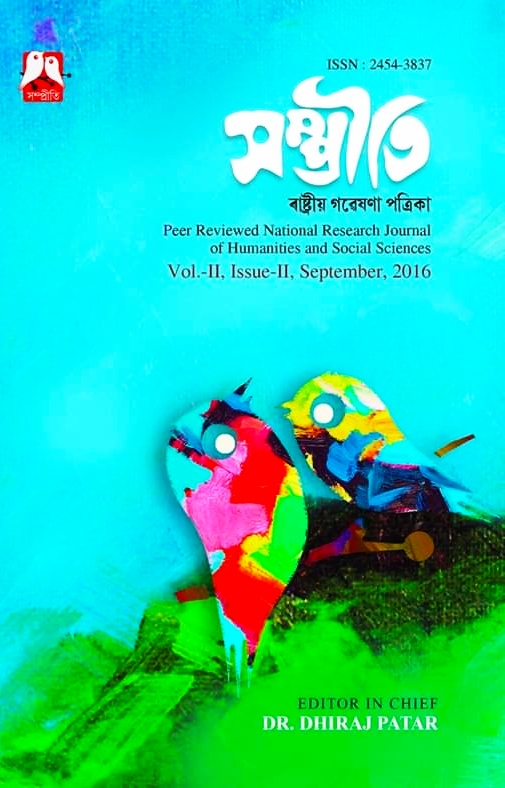 ISSN : 2454-3837
সম্প্রীতি
সম্প্রীতি
ৰাষ্ট্রীয় গৱেষণা পত্রিকা
Peer Reviewed National Research Journal
of Humanities and Social Sciences
Vol.-II, Issue-II, September, 2016
EDITOR IN CHIEF
DR. DHIRAJ PATAR